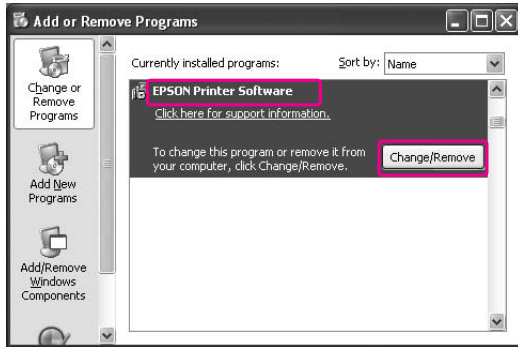 Add or Remove Programs
Change or
Remove
Programs
Add New
Programs
Add/Remove
Windows
Components
Currently installed programs:
Sort by: Name
EPSON Printer Software
Click here for support information.
To change this program or remove it from
your computer, click Change/Remove.
Change/Remove